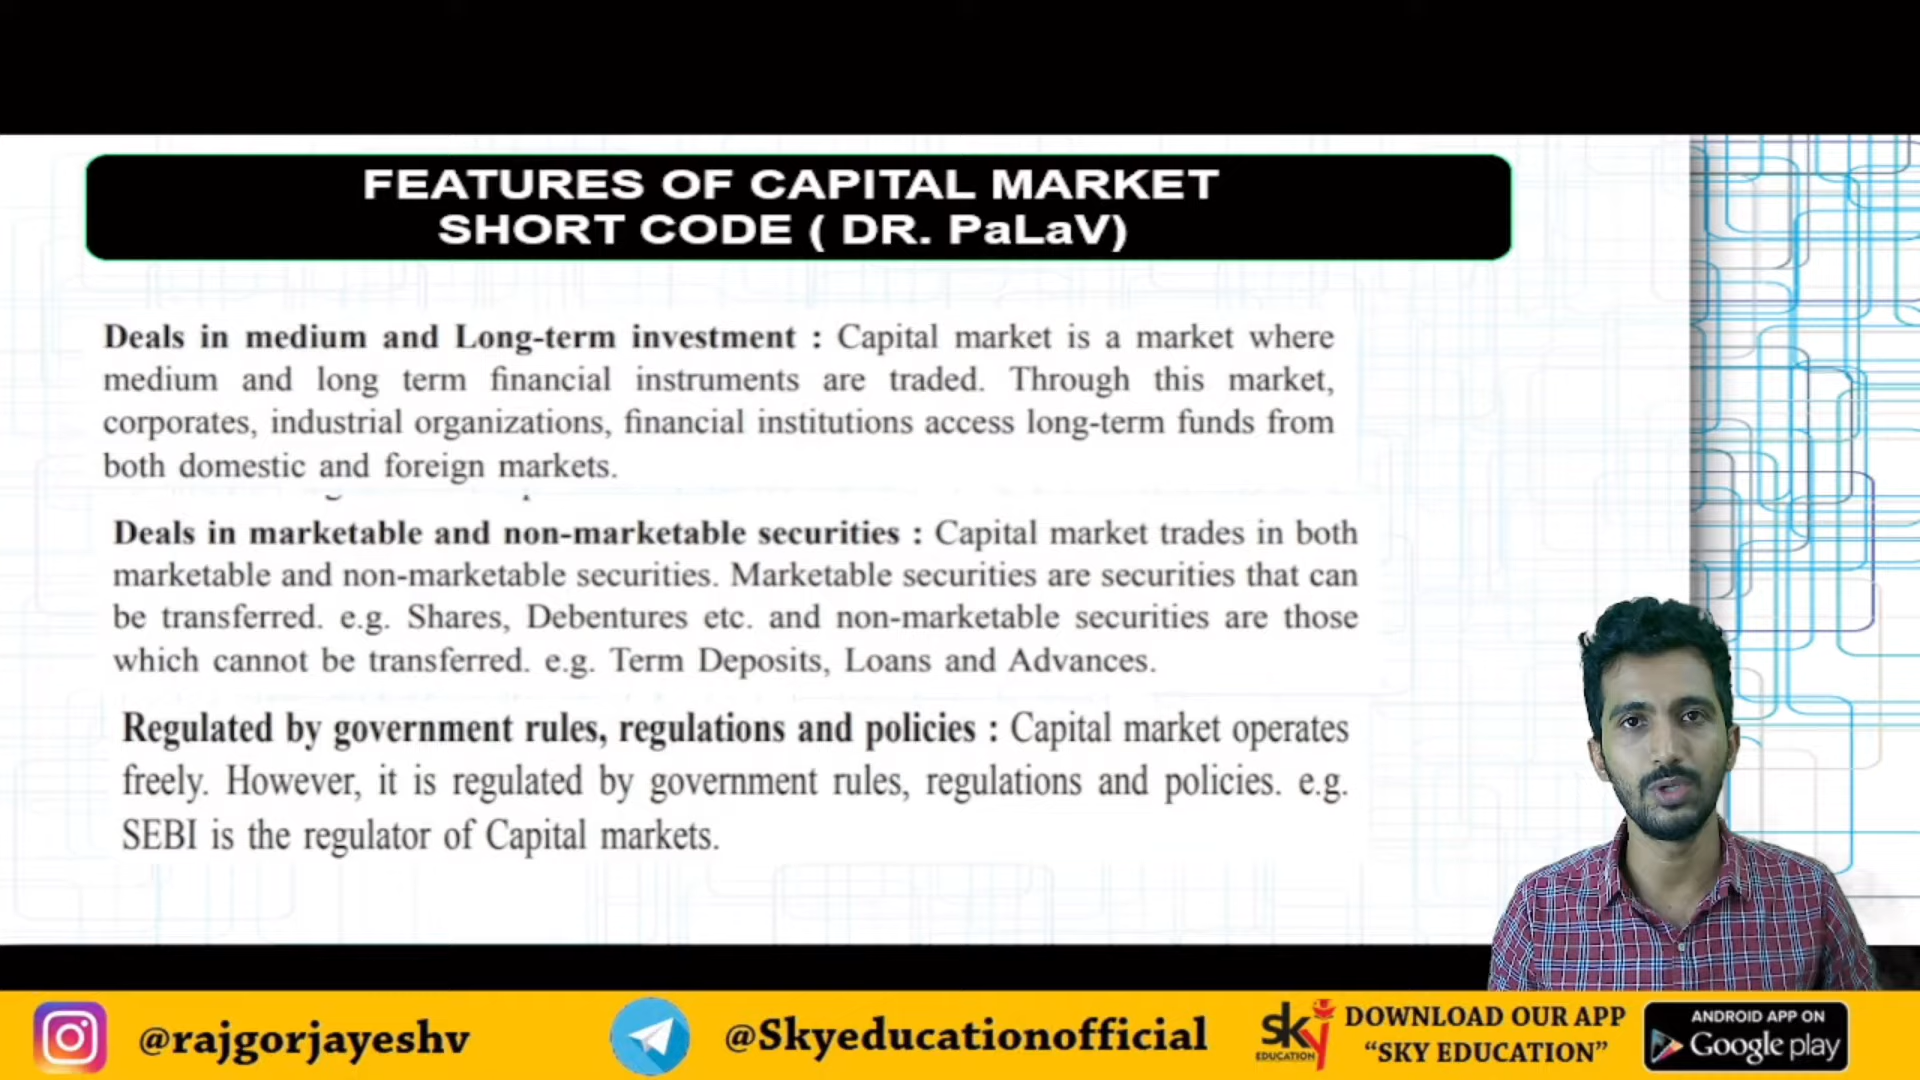 FEATURES OF CAPITAL MARKET
SHORT CODE ( DR. PaLaV)
Deals in medium and Long-term investment : Capital market is a market where
medium and long term financial instruments are traded. Through this market,
corporates, industrial organizations, financial institutions access long-term funds from
both domestic and foreign markets.
Deals in marketable and non-marketable securities : Capital market trades in both
marketable and non-marketable securities. Marketable securities are securities that can
be transferred. e.g. Shares, Debentures etc. and non-marketable securities are those
which cannot be transferred. e.g. Term Deposits, Loans and Advances.
Regulated by government rules, regulations and policies : Capital market operates
freely. However, it is regulated by government rules, regulations and policies. e.g.
SEBI is the regulator of Capital markets.
@rajgorjayeshv
@Skyeducationofficial
sky
EDUCATION
DOWNLOAD OUR APP
“SKY EDUCATION”
ANDROID APP ON
Google play